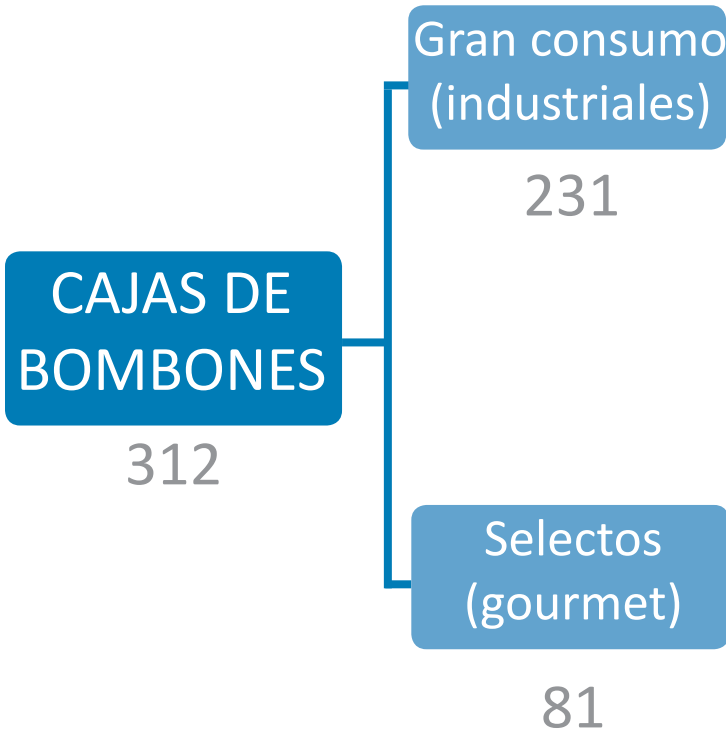 Gran consumo
(industriales)
231
CAJAS DE
BOMBONES
312
Selectos
(gourmet)
81